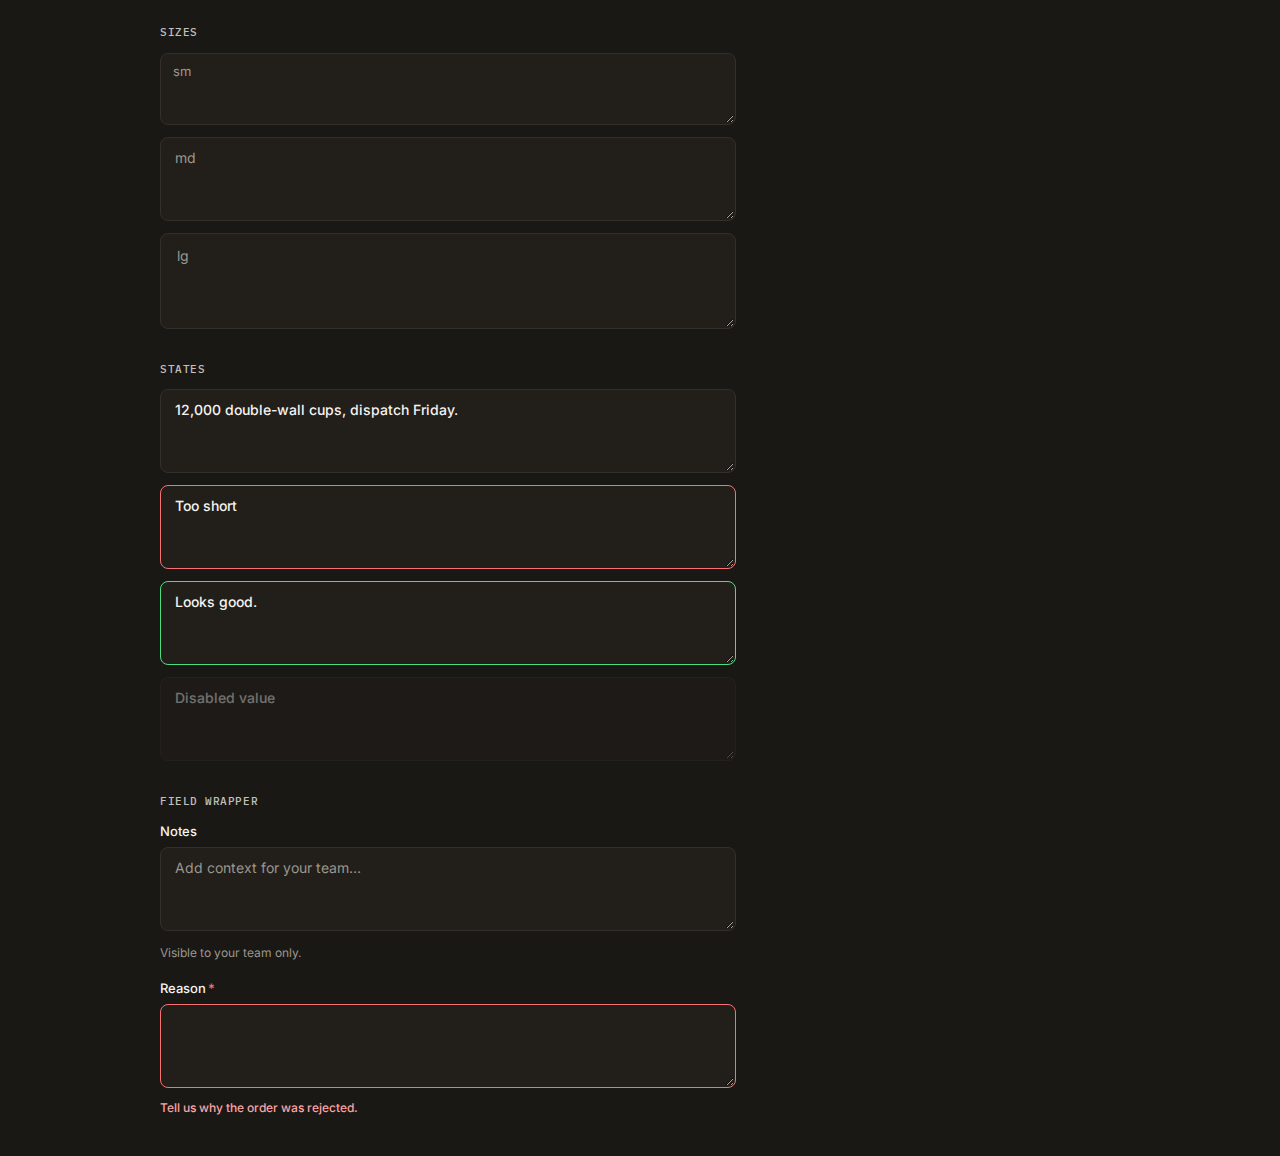 SIZES
sm
md
lg
STATES
12,000 double-wall cups, dispatch Friday.
Too short
Looks good.
Disabled value
FIELD WRAPPER
Notes
Add context for your team...
Visible to your team only.
Reason *
Tell us why the order was rejected.